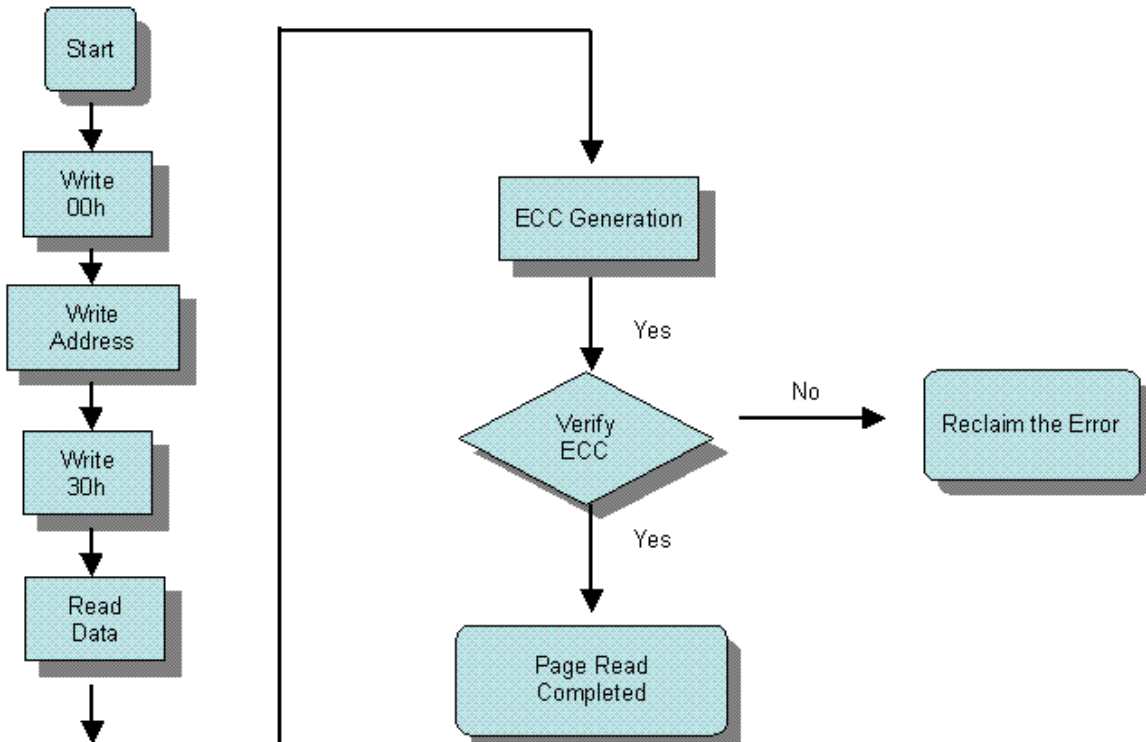 Start
Write
00h
Write
Address
Write
30h
Read
Data
ECC Generation
Yes
Verify
ECC
No
Reclaim the Error
Yes
Page Read
Completed